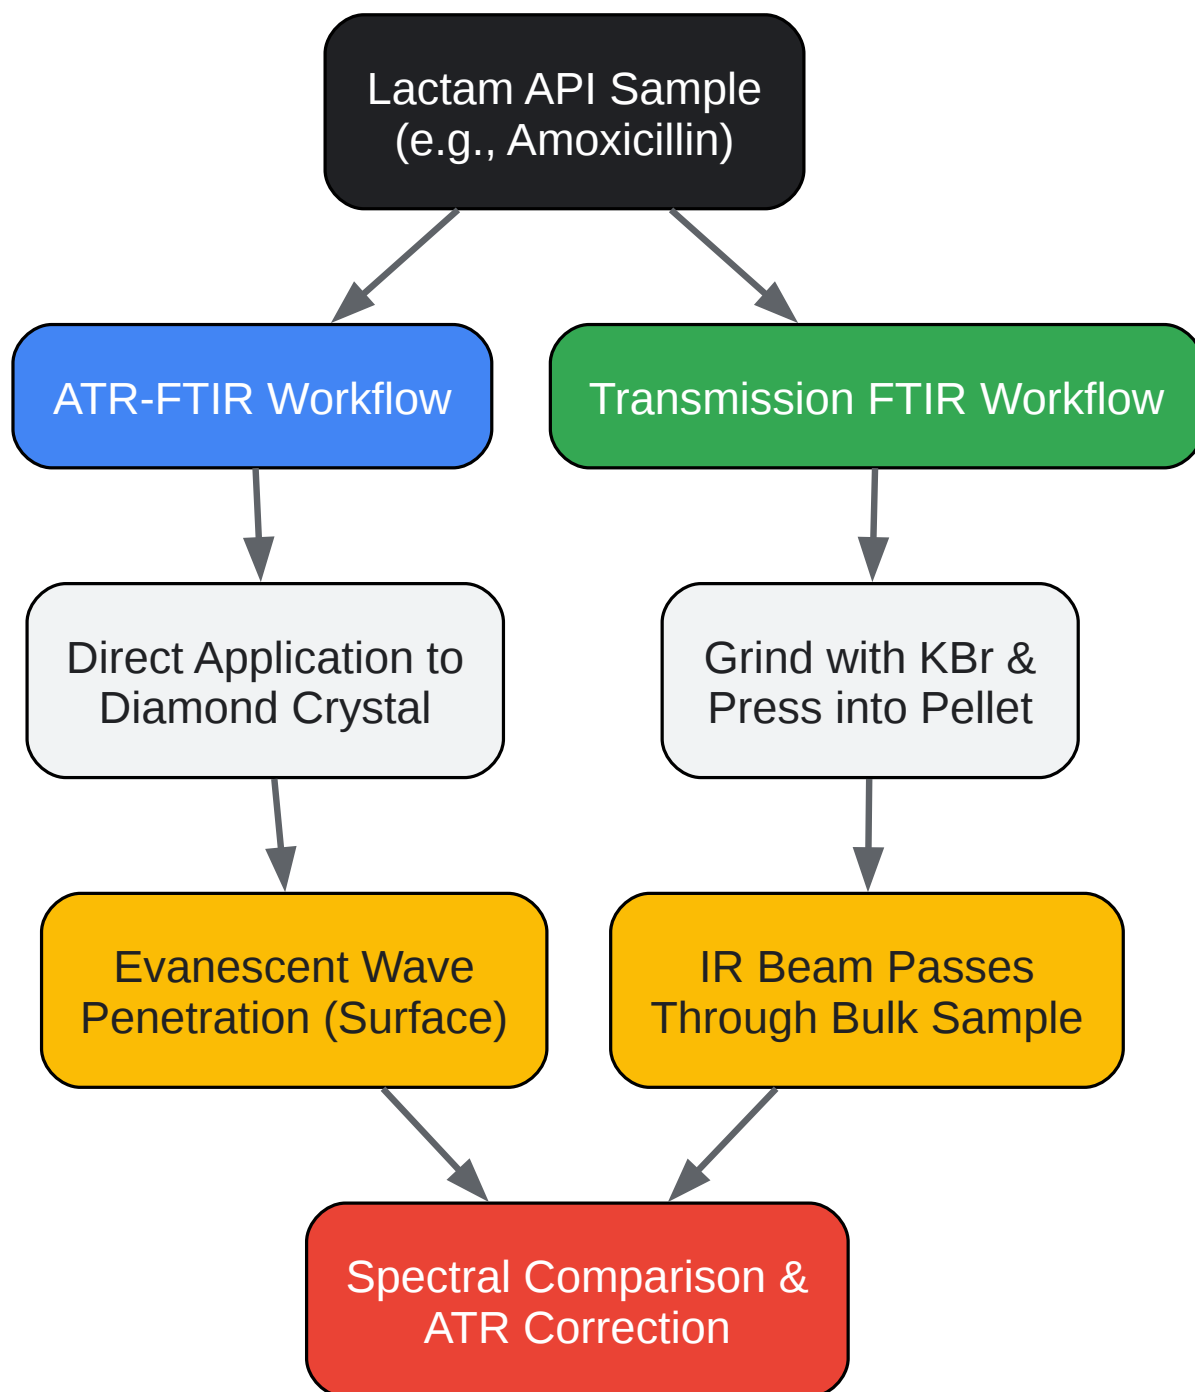 Lactam API Sample
(e.g., Amoxicillin)
ATR-FTIR Workflow
Transmission FTIR Workflow
Direct Application to
Diamond Crystal
Grind with KBr &
Press into Pellet
Evanescent Wave
Penetration (Surface)
IR Beam Passes
Through Bulk Sample
Spectral Comparison &
ATR Correction